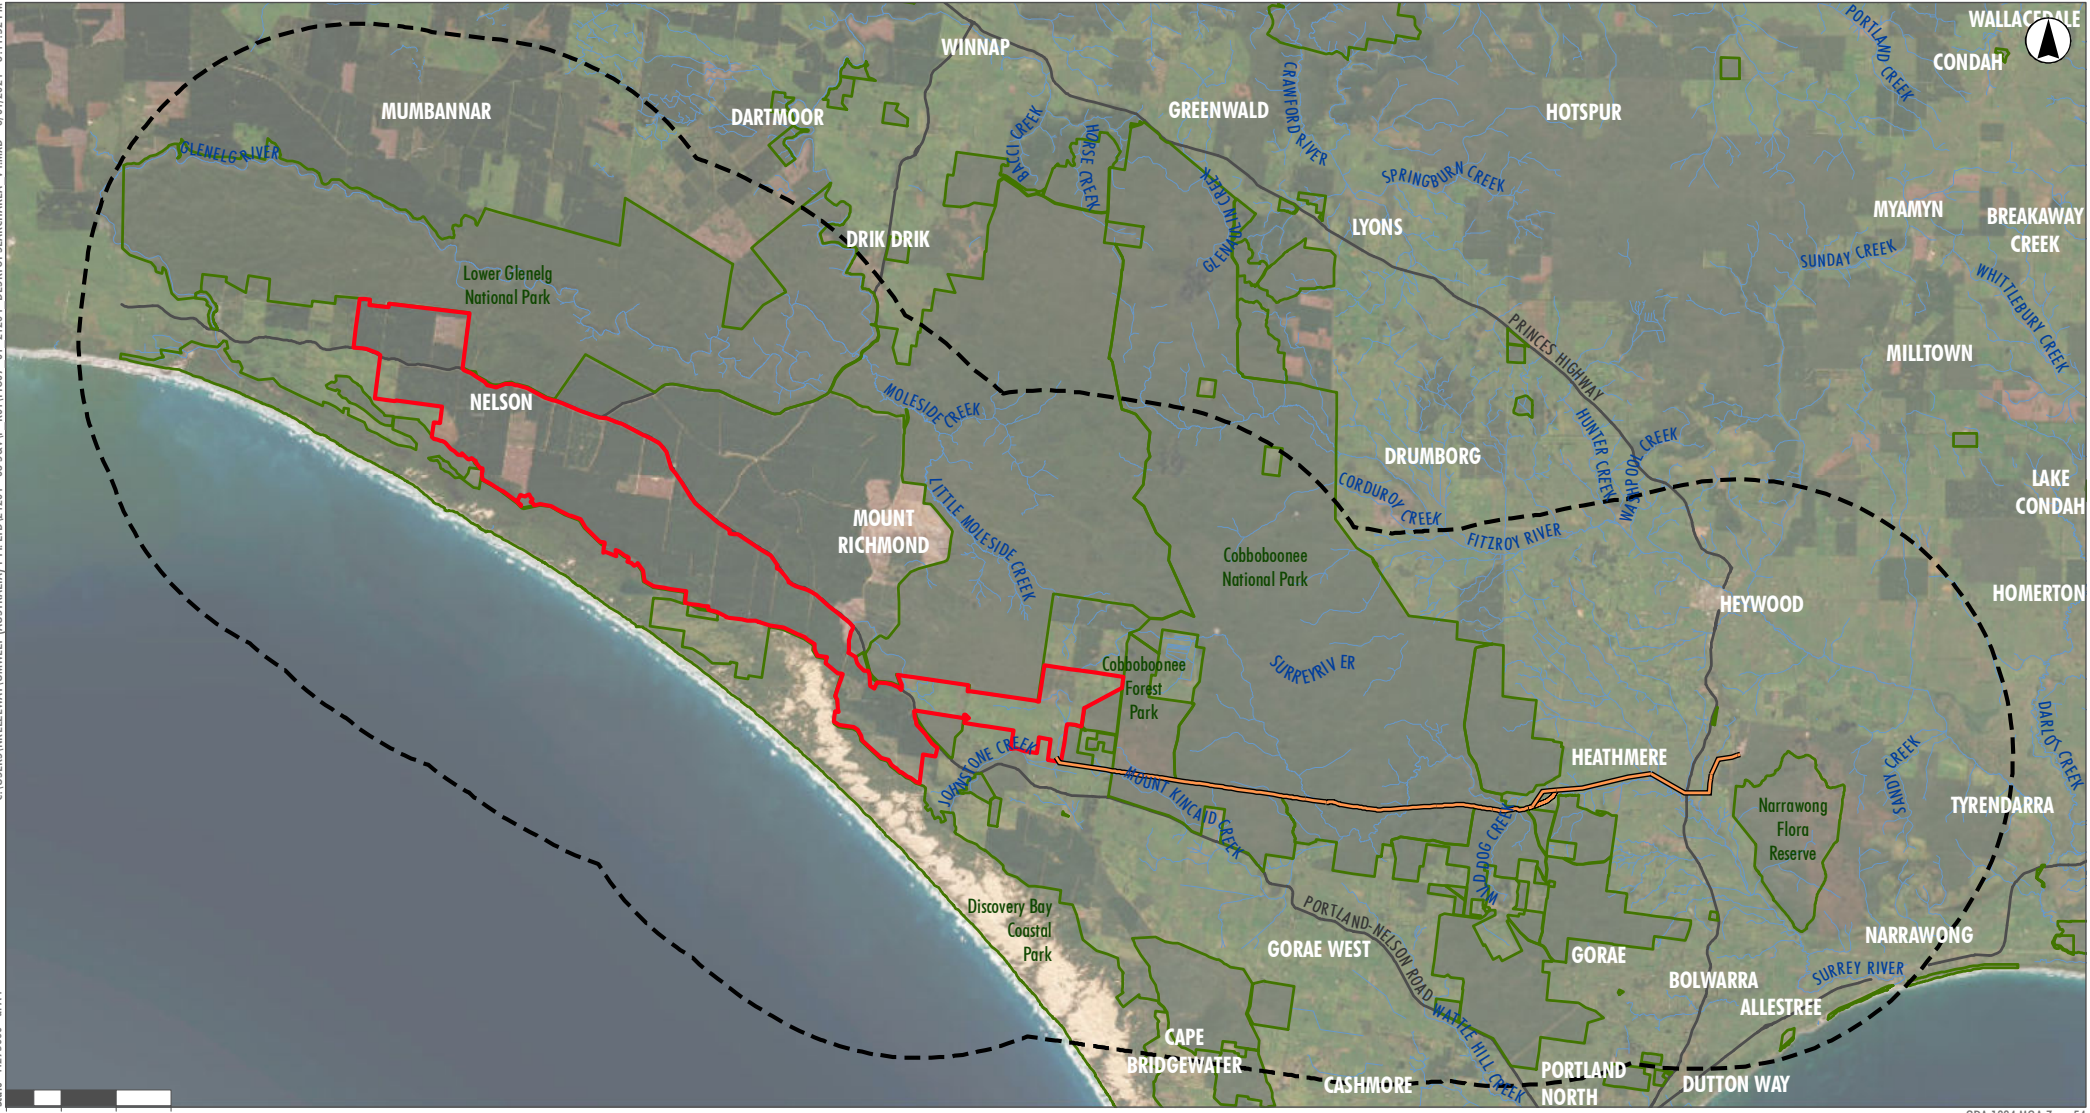 WALLACEDALE
PORTLAND CREEK
WINNAP
CONDAH
MUMBANNAR
DARTMOOR
GREENWALD
HOTSPUR
CRAWFORD RIVER
BACCI CREEK
HORSE CREEK
GLENELG RIVER
SPRINGBURN CREEK
GLENAULIN CREEK
MYAMYN
BREAKAWAY
CREEK
LYONS
DRIK DRIK
SUNDAY CREEK
WHITTLEBURY CREEK
Lower Glenelg
National Park
PRINCES HIGHWAY
MILLTOWN
NELSON
MOLESIDE CREEK
HUNTER CREEK
WASHPOOL CREEK
DRUMBORG
CORDUROY CREEK
LAKE
CONDAH
LITTLE MOLESIDE CREEK
MOUNT
RICHMOND
FITZROY RIVER
Cobboboonee
National Park
HOMERTON
HEYWOOD
SURREYRIV ER
Cobboboonee
Forest
Park
DARLOT CREEK
JOHNSTONE CREEK
MOUNT KINCAID CREEK
HEATHMERE
SANDY CREEK
TYRENDARRA
Narrawong
Flora
Reserve
WILD DOG CREEK
Discovery Bay
Coastal
Park
PORTLAND-NELSON ROAD
GORAE WEST
GORAE
NARRAWONG
SURREY RIVER
BOLWARRA
ALLESTREE
WATTLE HILL CREEK
CAPE
BRIDGEWATER
CASHMORE
PORTLAND
NORTH
DUTTON WAY